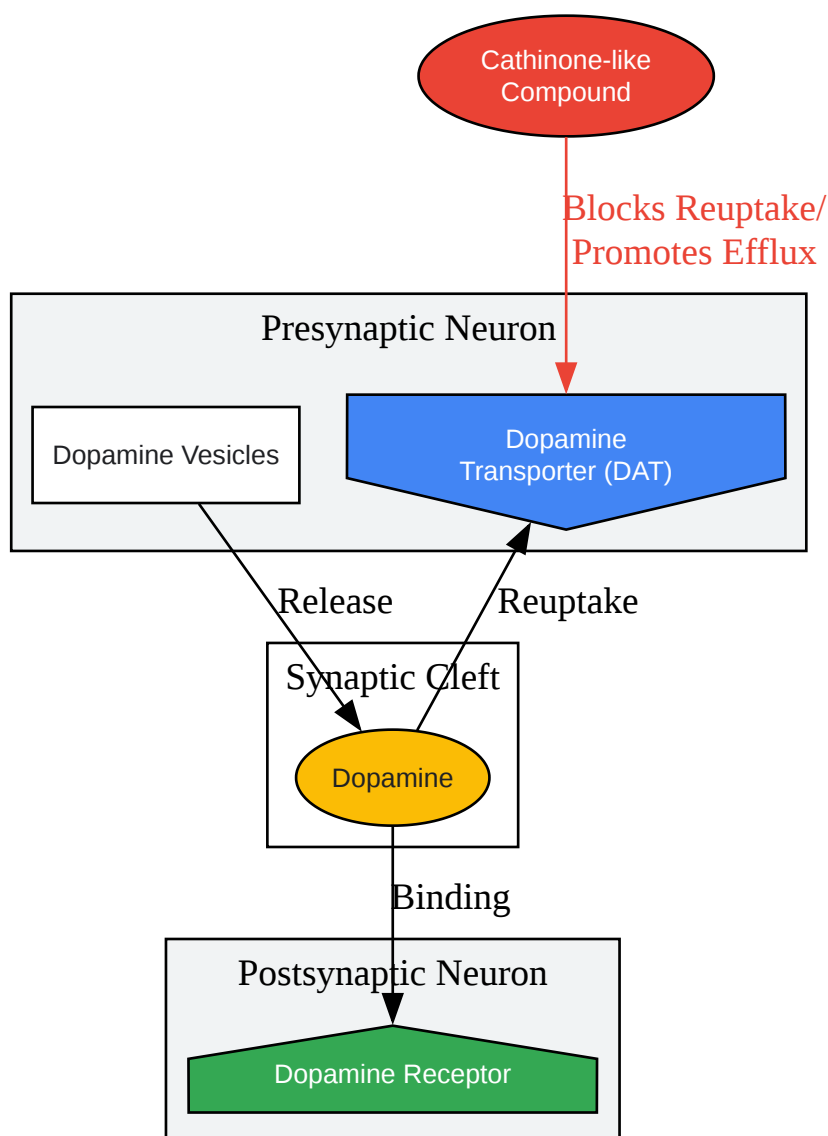 Cathinone-like
Compound
Blocks Reuptake/
Promotes Efflux
Presynaptic Neuron
Dopamine Vesicles
Dopamine
Transporter (DAT)
Release
Reuptake
Synaptic Cleft
Dopamine
Binding
Postsynaptic Neuron
Dopamine Receptor